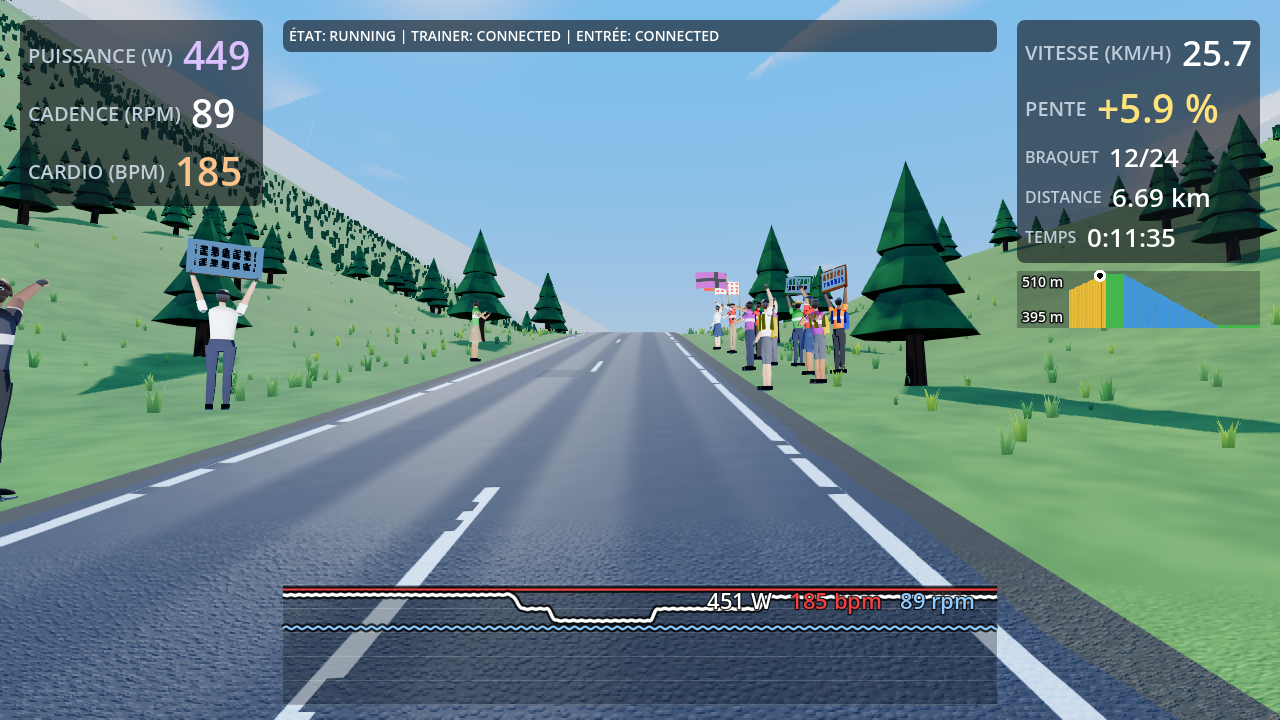 PUISSANCE (W) 449
CADENCE (RPM) 89
CARDIO (BPM) 185
ÉTAT: RUNNING | TRAINER: CONNECTED | ENTRÉE: CONNECTED
VITESSE (KM/H) 25.7
PENTE +5.9 %
BRAQUET 12/24
DISTANCE 6.69 km
TEMPS 0:11:35
510 m
395 m
451 W 185 bpm 89 rpm